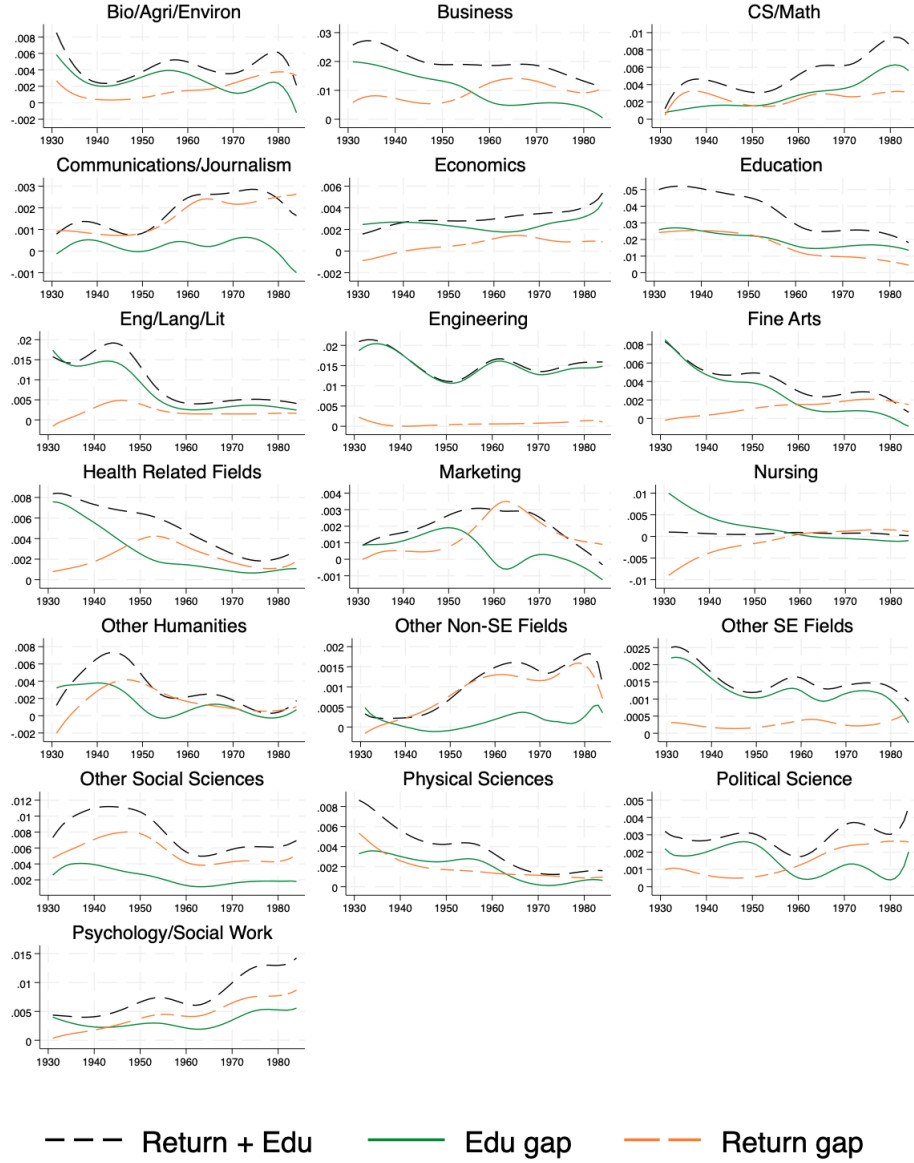 Bio/Agri/Environ Business CS/Math
.008 .006 .004 .002 0 -.002
.03 .02 .01 0
.01 .008 .006 .004 .002 0
1930 1940 1950 1960 1970 1980 1930 1940 1950 1960 1970 1980 1930 1940 1950 1960 1970 1980
Communications/Journalism Economics Education
.003 .002 .001 0 -.001
.006 .004 .002 0 -.002
.05 .04 .03 .02 .01 0
1930 1940 1950 1960 1970 1980 1930 1940 1950 1960 1970 1980 1930 1940 1950 1960 1970 1980
Eng/Lang/Lit Engineering Fine Arts
.02 .015 .01 .005 0
.02 .015 .01 .005 0
.008 .006 .004 .002 0
1930 1940 1950 1960 1970 1980 1930 1940 1950 1960 1970 1980 1930 1940 1950 1960 1970 1980
Health Related Fields Marketing Nursing
.008 .006 .004 .002 0
.004 .003 .002 .001 0 -.001
.01 .005 0 -.005 -.01
1930 1940 1950 1960 1970 1980 1930 1940 1950 1960 1970 1980 1930 1940 1950 1960 1970 1980
Other Humanities Other Non-SE Fields Other SE Fields
.008 .006 .004 .002 0 -.002
.002 .0015 .001 .0005 0
.0025 .002 .0015 .001 .0005 0
1930 1940 1950 1960 1970 1980 1930 1940 1950 1960 1970 1980 1930 1940 1950 1960 1970 1980
Other Social Sciences Physical Sciences Political Science
.012 .01 .008 .006 .004 .002
.008 .006 .004 .002 0
.005 .004 .003 .002 .001 0
1930 1940 1950 1960 1970 1980 1930 1940 1950 1960 1970 1980 1930 1940 1950 1960 1970 1980
Psychology/Social Work
.015 .01 .005 0
1930 1940 1950 1960 1970 1980
Return + Edu Edu gap Return gap